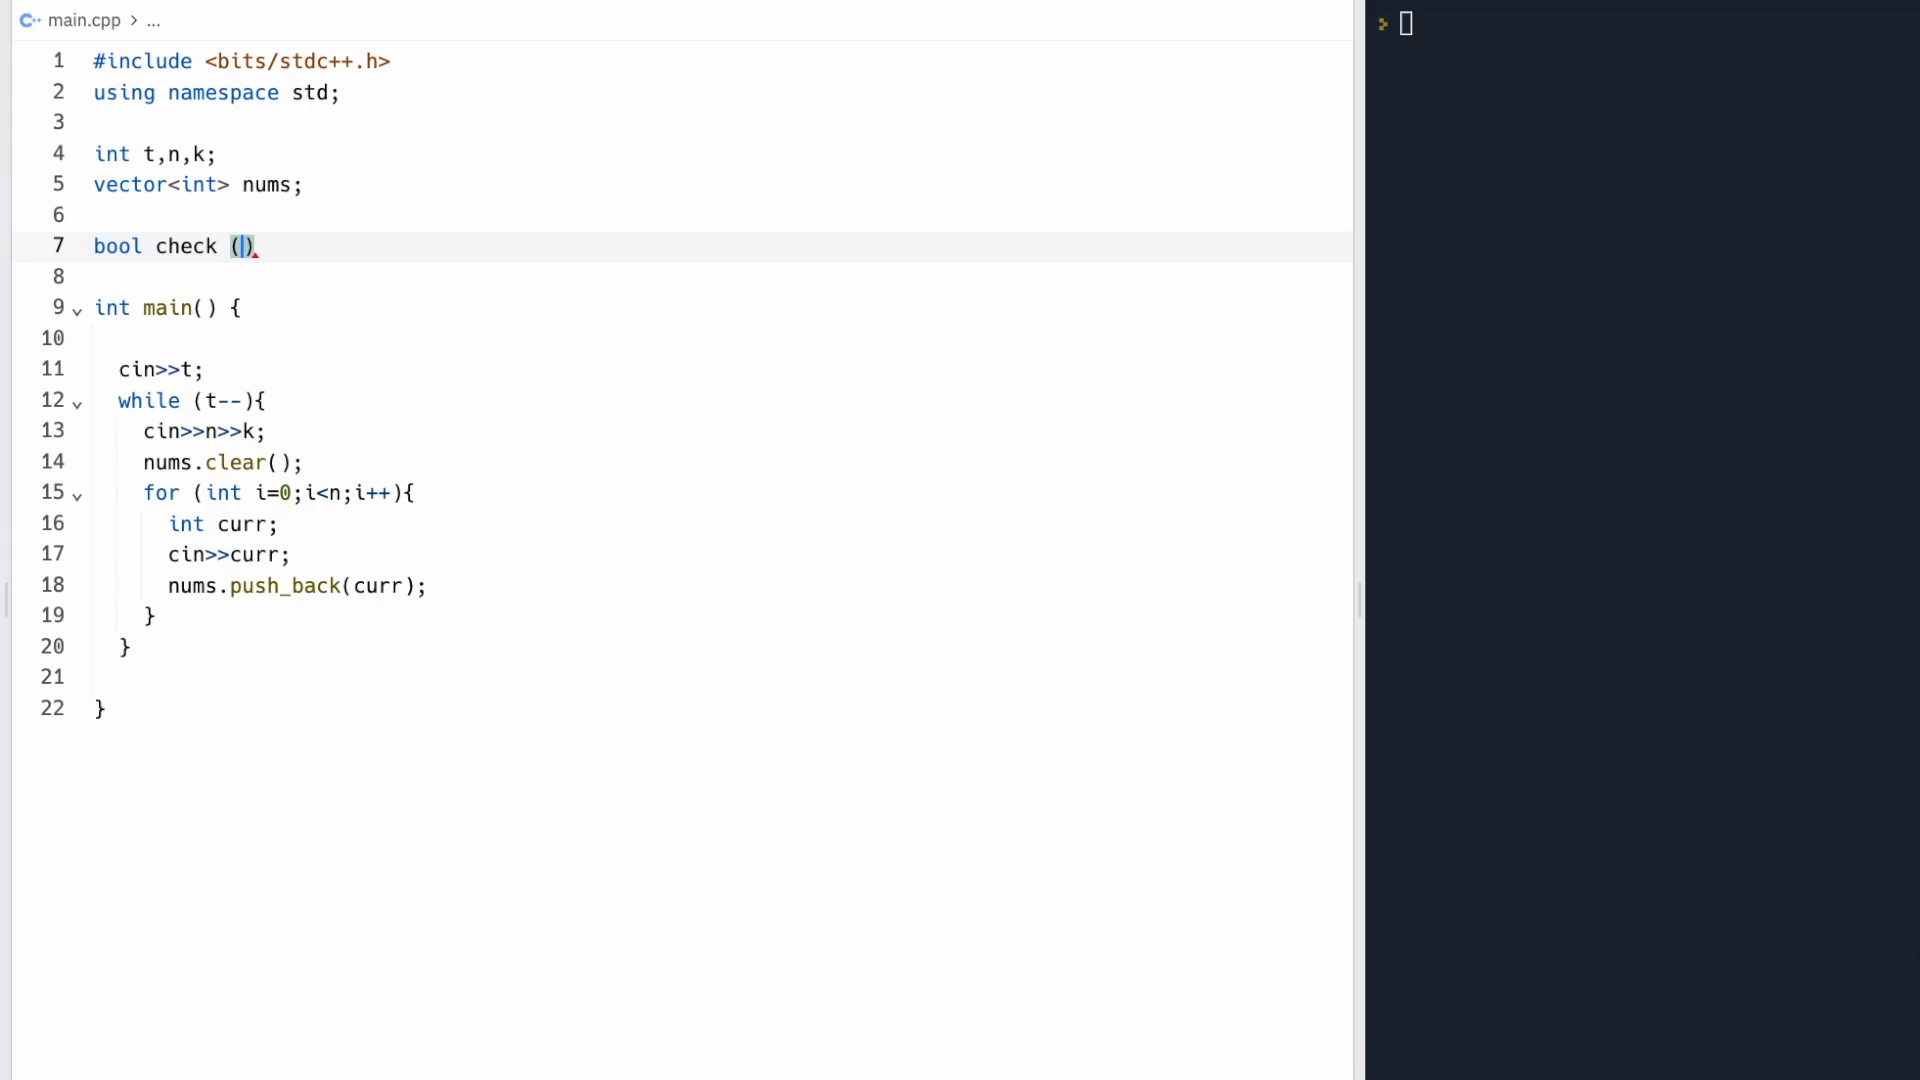 C++ main.cpp > ...
1 #include <bits/stdc++.h>
2 using namespace std;
3
4 int t,n,k;
5 vector<int> nums;
6
7 bool check ()
8
9 int main() {
10
11   cin>>t;
12   while (t--){
13     cin>>n>>k;
14     nums.clear();
15     for (int i=0;i<n;i++){
16       int curr;
17       cin>>curr;
18       nums.push_back(curr);
19     }
20   }
21
22 }